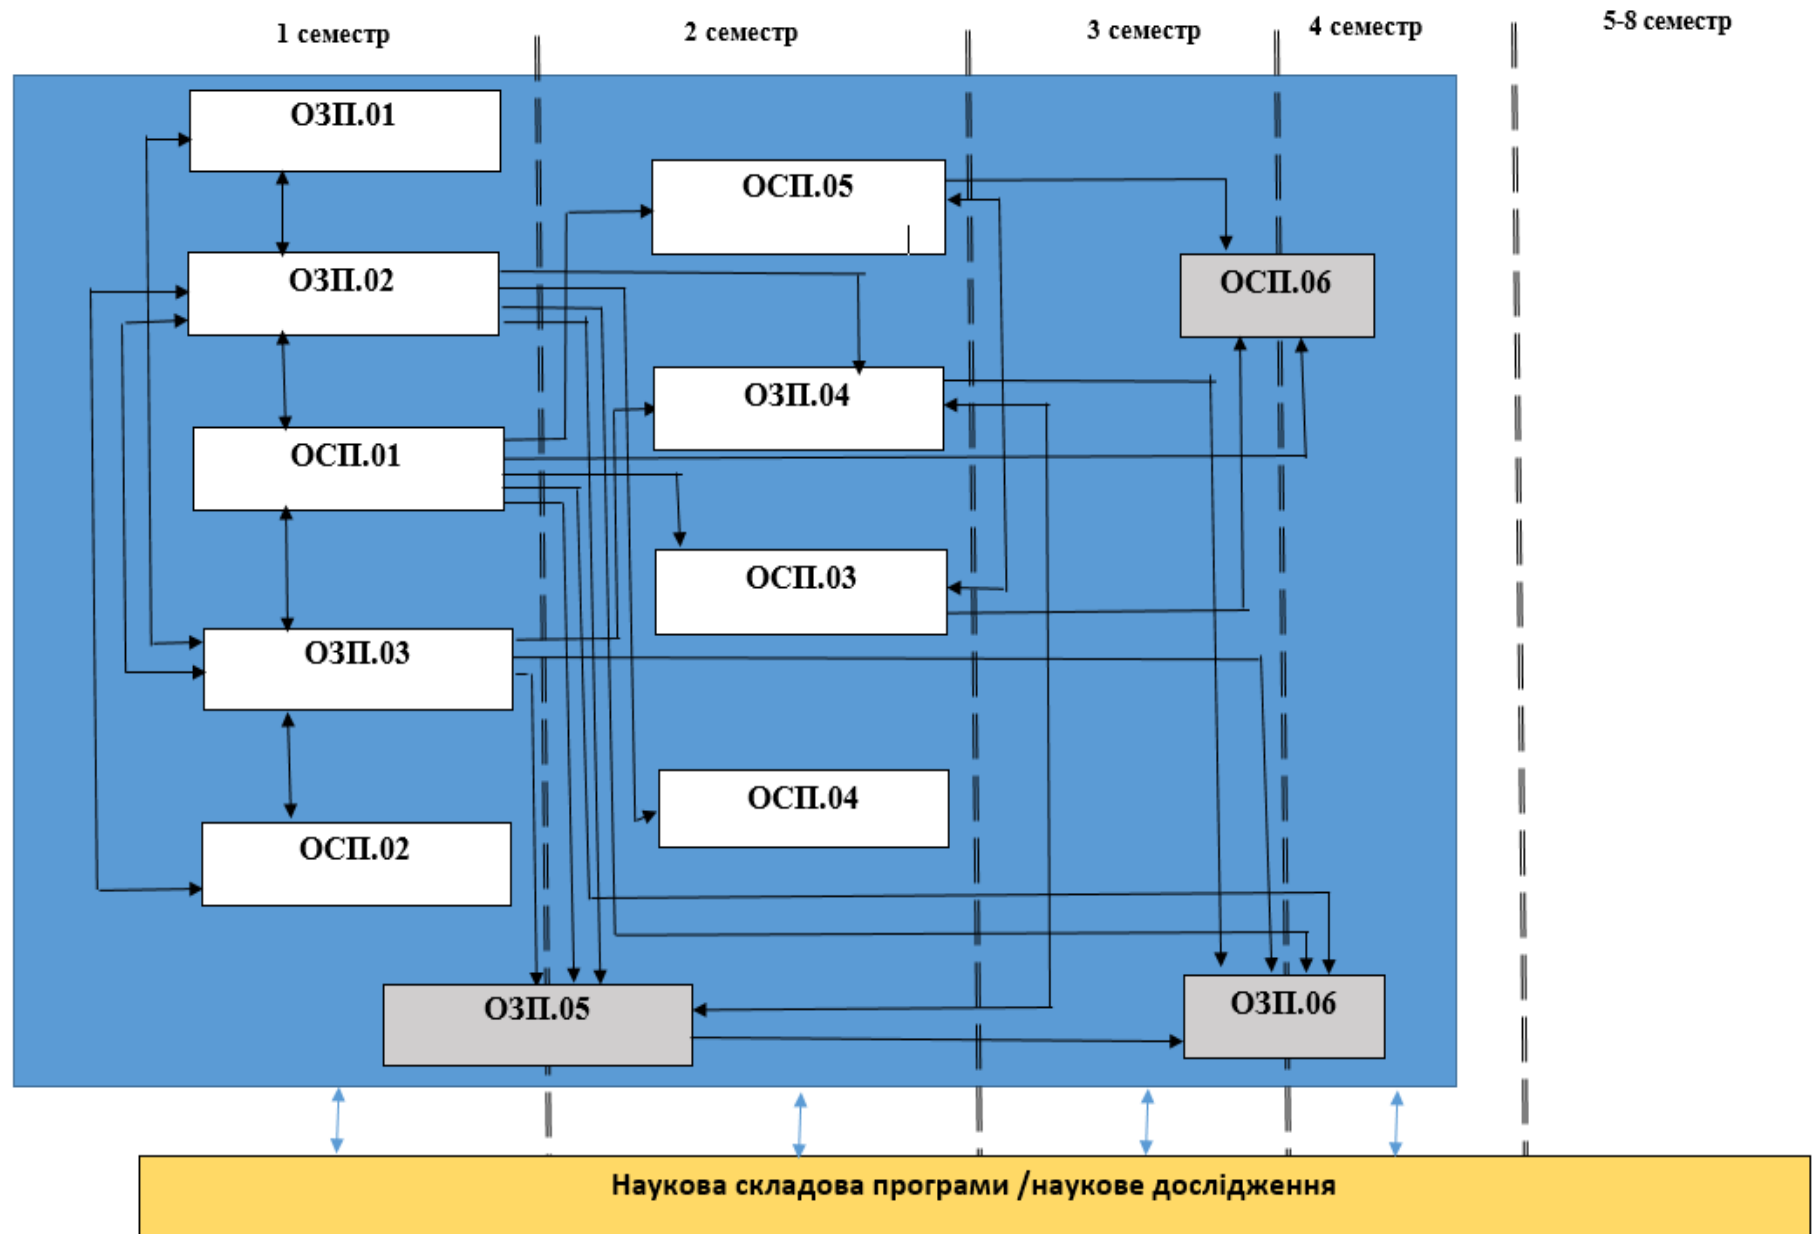 1 семестр
2 семестр
3 семестр
4 семестр
5-8 семестр
ОЗП.01
ОСП.05
ОЗП.02
ОСП.06
ОЗП.04
ОСП.01
ОСП.03
ОЗП.03
ОСП.04
ОСП.02
ОЗП.05
ОЗП.06
Наукова складова програми /наукове дослідження